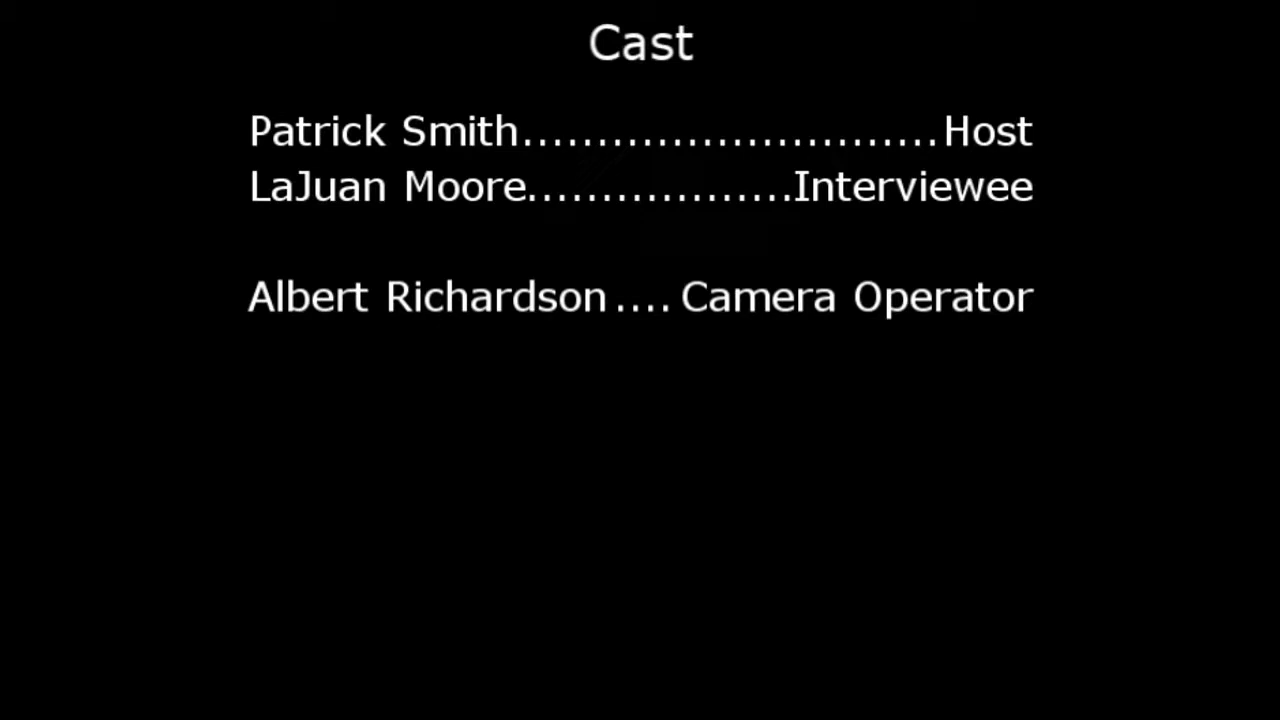 Cast
Patrick Smith............................Host
LaJuan Moore..................Interviewee
Albert Richardson.... Camera Operator